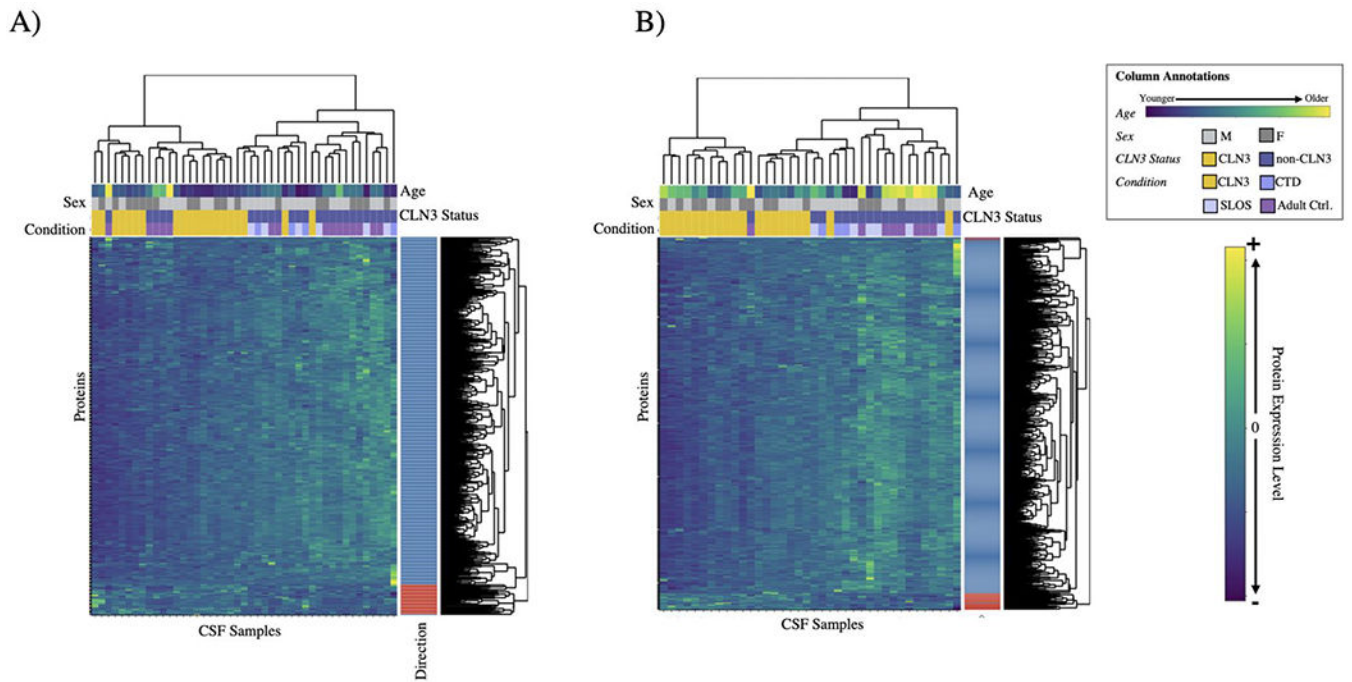 A)
B)
Column Annotations
Younger
Older
Age
Sex
M
F
CLN3 Status
CLN3
non-CLN3
Condition
CLN3
CTD
SLOS
Adult Ctrl.
Age
Sex
CLN3 Status
Condition
Proteins
CSF Samples
Direction
Age
Sex
CLN3 Status
Condition
Proteins
CSF Samples
+
0
-
Protein Expression Level